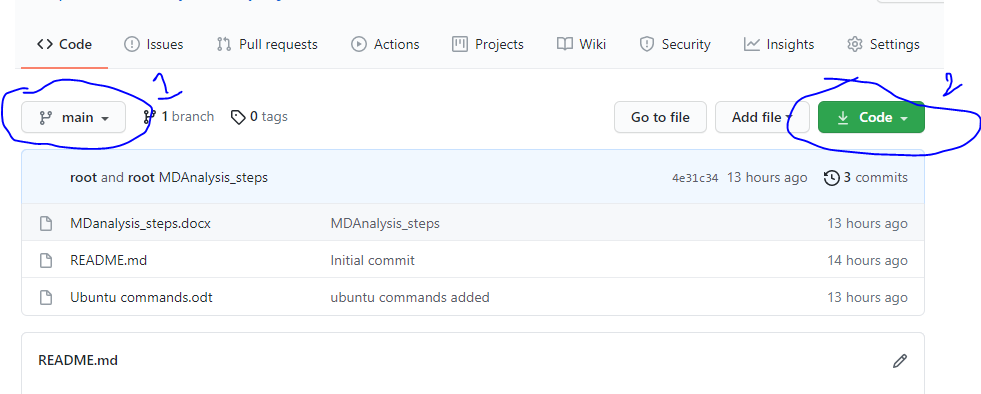 Code Issues Pull requests Actions Projects Wiki Security Insights Settings
1 2
main 1 branch 0 tags Go to file Add file Code
root and root MDAnalysis_steps 4e31c34 13 hours ago 3 commits
MDanalysis_steps.docx MDAnalysis_steps 13 hours ago
README.md Initial commit 14 hours ago
Ubuntu commands.odt ubuntu commands added 13 hours ago
README.md